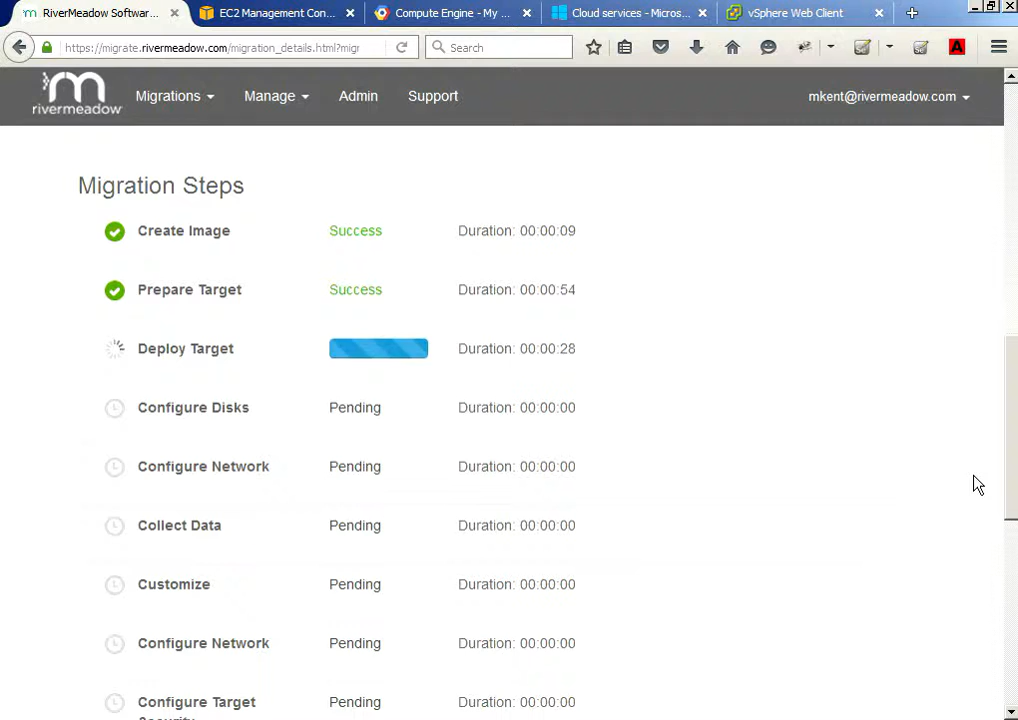 RiverMeadow Softwar...
EC2 Management Con...
Compute Engine - My ...
Cloud services - Micros...
vSphere Web Client
https://migrate.rivermeadow.com/migration_details.html?migr
Search
A
m
rivermeadow
Migrations
Manage
Admin
Support
mkent@rivermeadow.com
Migration Steps
Create Image Success Duration: 00:00:09
Prepare Target Success Duration: 00:00:54
Deploy Target Duration: 00:00:28
Configure Disks Pending Duration: 00:00:00
Configure Network Pending Duration: 00:00:00
Collect Data Pending Duration: 00:00:00
Customize Pending Duration: 00:00:00
Configure Network Pending Duration: 00:00:00
Configure Target Pending Duration: 00:00:00
Security